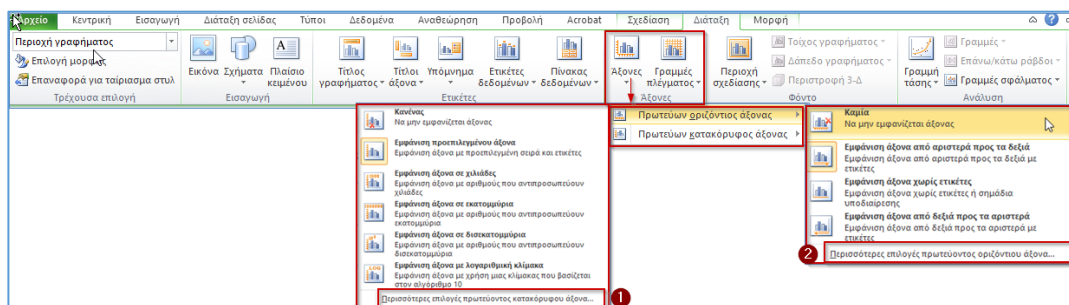 Αρχείο Κεντρική Εισαγωγή Διάταξη σελίδας Τύποι Δεδομένα Αναθεώρηση Προβολή Acrobat Σχεδίαση Διάταξη Μορφή
Περιοχή γραφήματος
Επιλογή μορφής
Επαναφορά για ταίριασμα στυλ
Τρέχουσα επιλογή
Εικόνα Σχήματα Πλαίσιο κειμένου
Εισαγωγή
Τίτλος γραφήματος
Τίτλοι άξονα
Υπόμνημα
Ετικέτες δεδομένων
Πίνακας δεδομένων
Ετικέτες
Άξονες
Γραμμές πλέγματος
Άξονες
Περιοχή σχεδίασης
Τοίχος γραφήματος
Δάπεδο γραφήματος
Περιστροφή 3-Δ
Φόντο
Γραμμή τάσης
Γραμμές
Επάνω/κάτω ράβδοι
Γραμμές σφάλματος
Ανάλυση
Πρωτεύων οριζόντιος άξονας
Πρωτεύων κατακόρυφος άξονας
Κανένας
Να μην εμφανίζεται άξονας
Εμφάνιση προεπιλεγμένου άξονα
Εμφάνιση άξονα με προεπιλεγμένη σειρά και ετικέτες
Εμφάνιση άξονα σε χιλιάδες
Εμφάνιση άξονα με αριθμούς που αντιπροσωπεύουν
χιλιάδες
Εμφάνιση άξονα σε εκατομμύρια
Εμφάνιση άξονα με αριθμούς που αντιπροσωπεύουν
εκατομμύρια
Εμφάνιση άξονα σε δισεκατομμύρια
Εμφάνιση άξονα με αριθμούς που αντιπροσωπεύουν
δισεκατομμύρια
LOG
Εμφάνιση άξονα με λογαριθμική κλίμακα
Εμφάνιση άξονα με χρήση μιας κλίμακας που βασίζεται
στον αλγόριθμο 10
Περισσότερες επιλογές πρωτεύοντος κατακόρυφου άξονα...
1
Καμία
Να μην εμφανίζεται άξονας
Εμφάνιση άξονα από αριστερά προς τα δεξιά
Εμφάνιση άξονα από αριστερά προς τα δεξιά με
ετικέτες
Εμφάνιση άξονα χωρίς ετικέτες
Εμφάνιση άξονα χωρίς ετικέτες ή σημάδια
υποδιαίρεσης
Εμφάνιση άξονα από δεξιά προς τα αριστερά
Εμφάνιση άξονα από δεξιά προς τα αριστερά με
ετικέτες
2
Περισσότερες επιλογές πρωτεύοντος οριζόντιου άξονα...